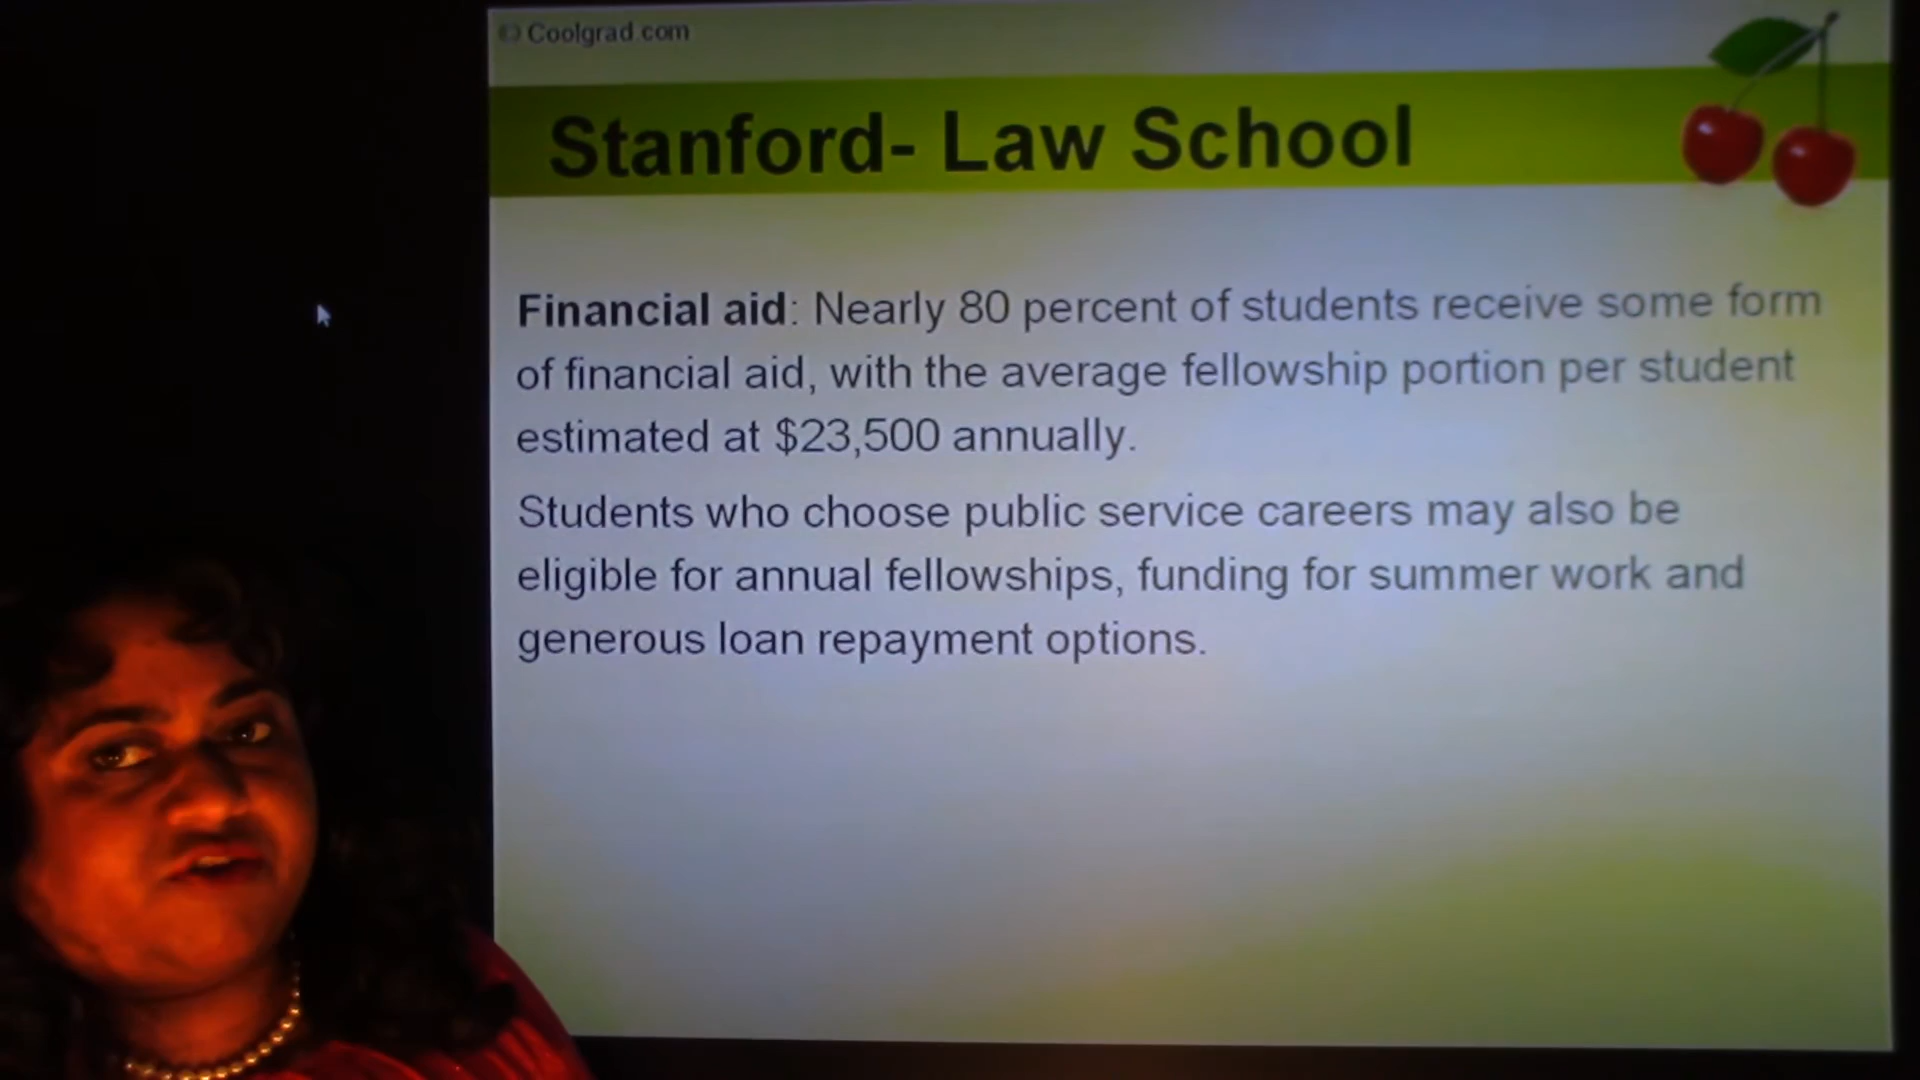 © Coolgrad.com
Stanford- Law School
Financial aid: Nearly 80 percent of students receive some form
of financial aid, with the average fellowship portion per student
estimated at $23,500 annually.
Students who choose public service careers may also be
eligible for annual fellowships, funding for summer work and
generous loan repayment options.